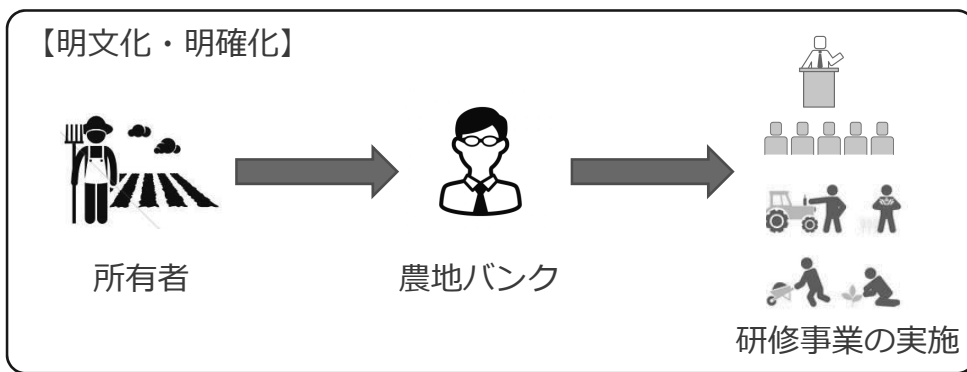 【明文化・明確化】
所有者
農地バンク
研修事業の実施